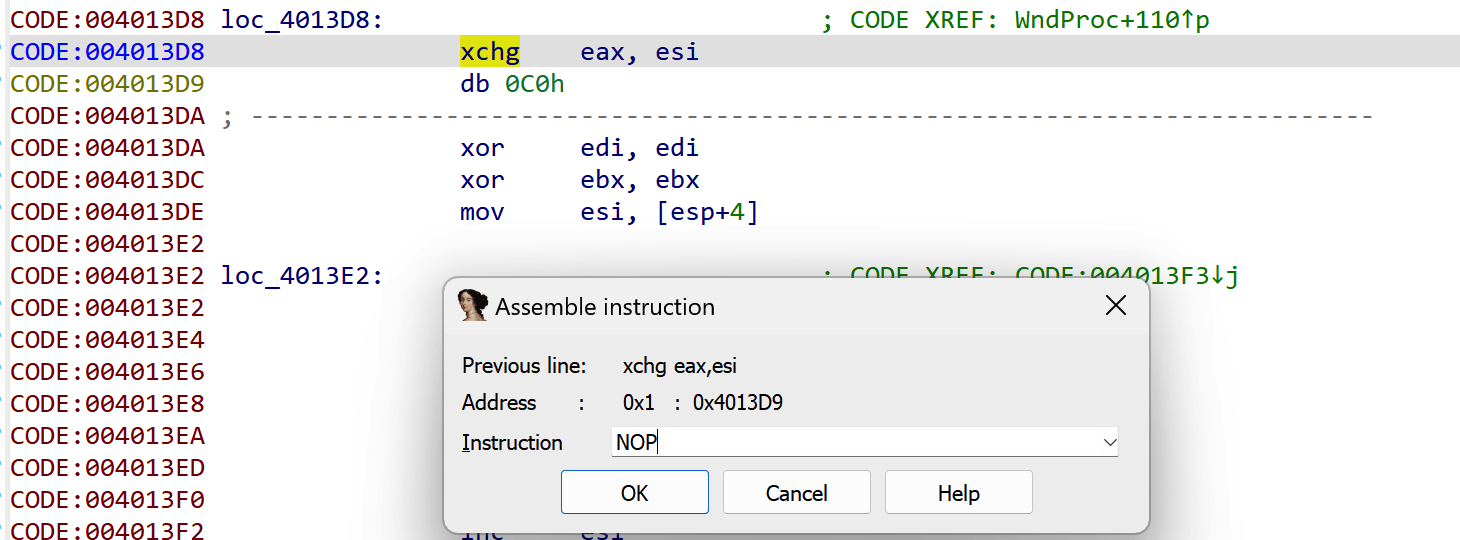 CODE:004013D8 loc_4013D8: ; CODE XREF: WndProc+110↑p
CODE:004013D8 xchg eax, esi
CODE:004013D9 db 0C0h
CODE:004013DA ; ---------------------------------------------------------------------------
CODE:004013DA xor edi, edi
CODE:004013DC xor ebx, ebx
CODE:004013DE mov esi, [esp+4]
CODE:004013E2
CODE:004013E2 loc_4013E2: ; CODE XREF: CODE:004013F3↓j
CODE:004013E2
CODE:004013E4
CODE:004013E6
CODE:004013E8
CODE:004013EA
CODE:004013ED
CODE:004013F0
CODE:004013F2 inc esi
Assemble instruction
Previous line: xchg eax,esi
Address : 0x1 : 0x4013D9
Instruction NOP
OK Cancel Help